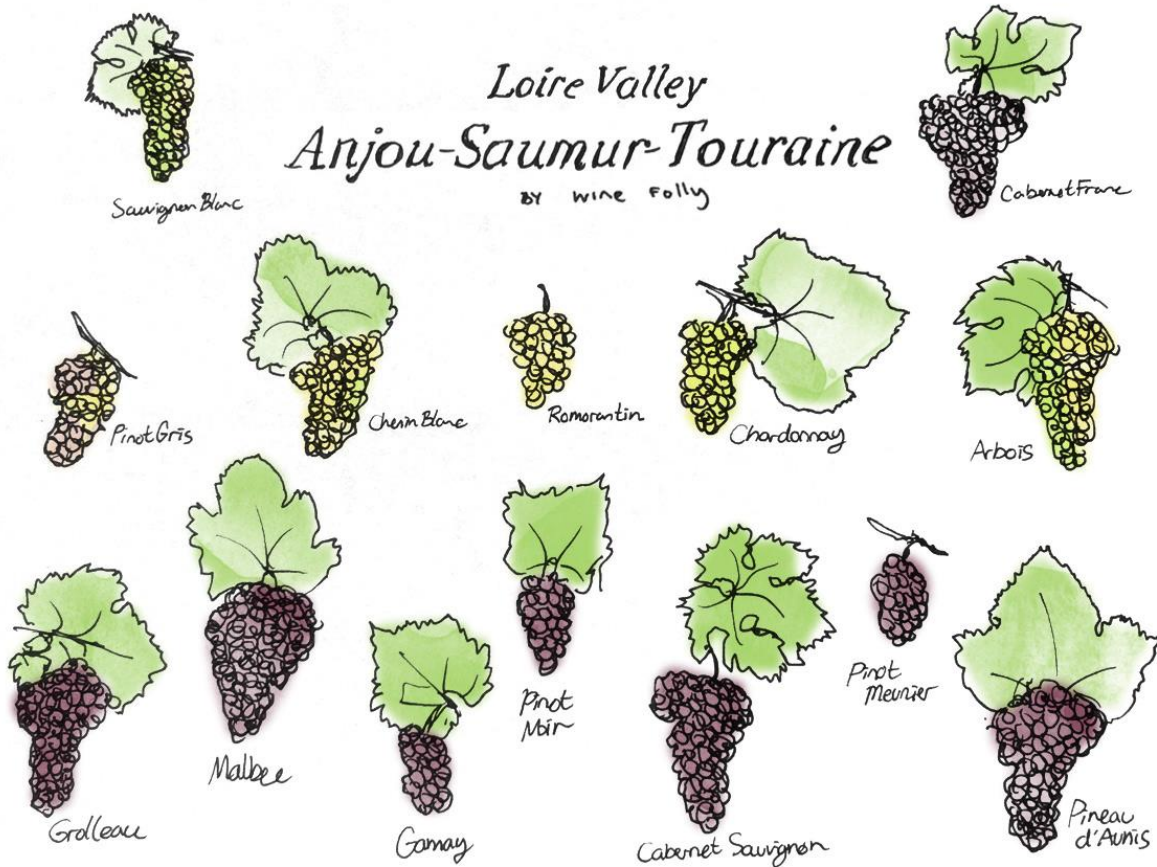 Loire Valley
Anjou-Saumur-Touraine
BY WINE FOLLY
Sauvignon Blanc
Cabernet Franc
Pinot Gris
Chenin Blanc
Romorantin
Chardonnay
Arbois
Grolleau
Malbec
Gamay
Pinot
Noir
Cabernet Sauvignon
Pinot
Meunier
Pineau
d'Aunis